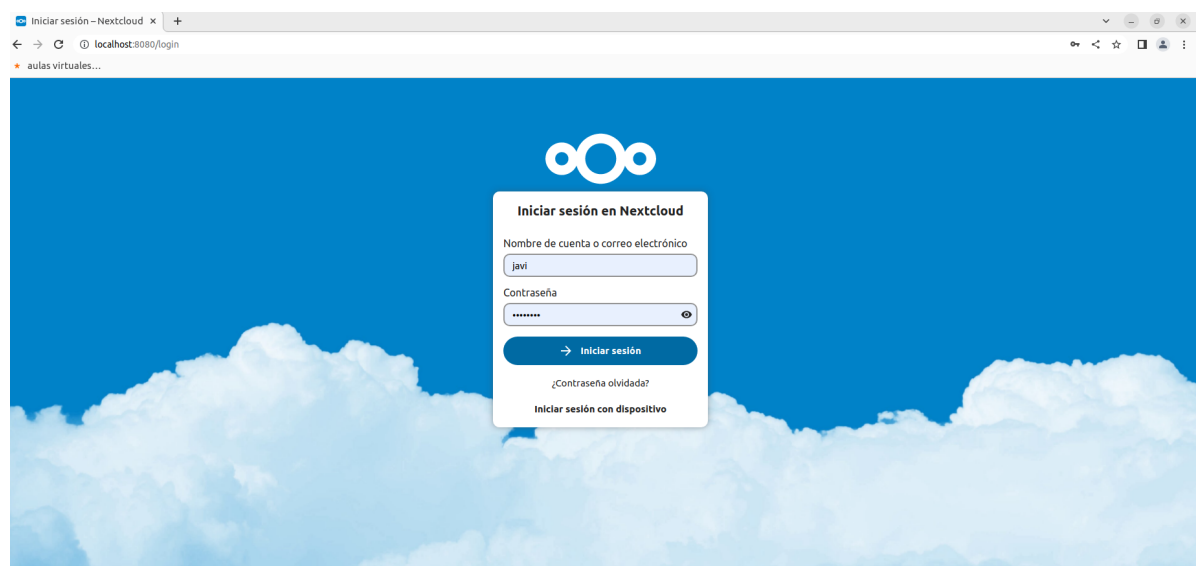 Iniciar sesión – Nextcloud
localhost:8080/login
aulas virtuales…
Iniciar sesión en Nextcloud
Nombre de cuenta o correo electrónico
javi
Contraseña
••••••••
Iniciar sesión
¿Contraseña olvidada?
Iniciar sesión con dispositivo